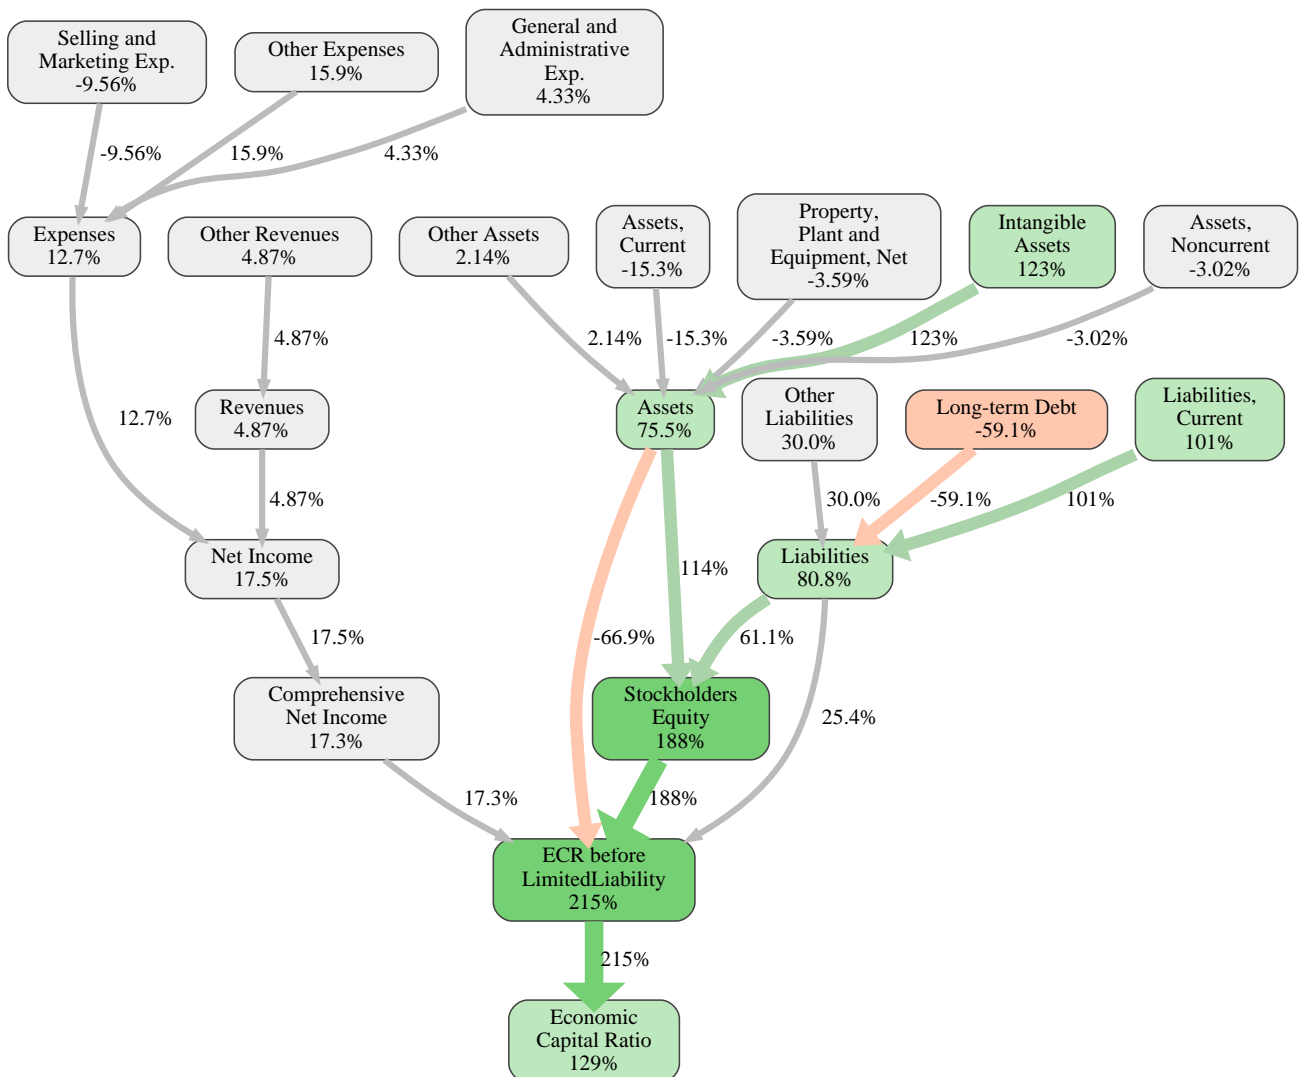 Selling and
Marketing Exp.
-9.56%
Other Expenses
15.9%
General and
Administrative
Exp.
4.33%
-9.56%
15.9%
4.33%
Expenses
12.7%
Other Revenues
4.87%
Other Assets
2.14%
Assets,
Current
-15.3%
Property,
Plant and
Equipment, Net
-3.59%
Intangible
Assets
123%
Assets,
Noncurrent
-3.02%
4.87%
2.14%
-15.3%
-3.59%
123%
-3.02%
12.7%
Revenues
4.87%
Assets
75.5%
Other
Liabilities
30.0%
Long-term Debt
-59.1%
Liabilities,
Current
101%
4.87%
30.0%
-59.1%
101%
Net Income
17.5%
114%
Liabilities
80.8%
17.5%
-66.9%
61.1%
Comprehensive
Net Income
17.3%
Stockholders
Equity
188%
25.4%
17.3%
188%
ECR before
LimitedLiability
215%
215%
Economic
Capital Ratio
129%